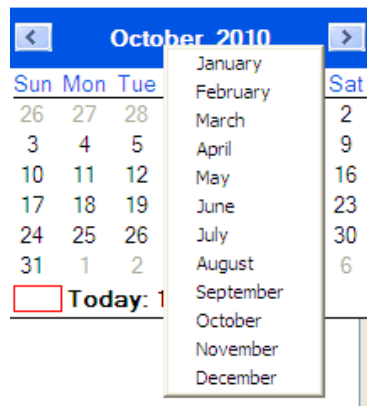 October 2010
Sun Mon Tue Sat
26 27 28 2
3 4 5 9
10 11 12 16
17 18 19 23
24 25 26 30
31 1 2 6
Today: 1
January
February
March
April
May
June
July
August
September
October
November
December